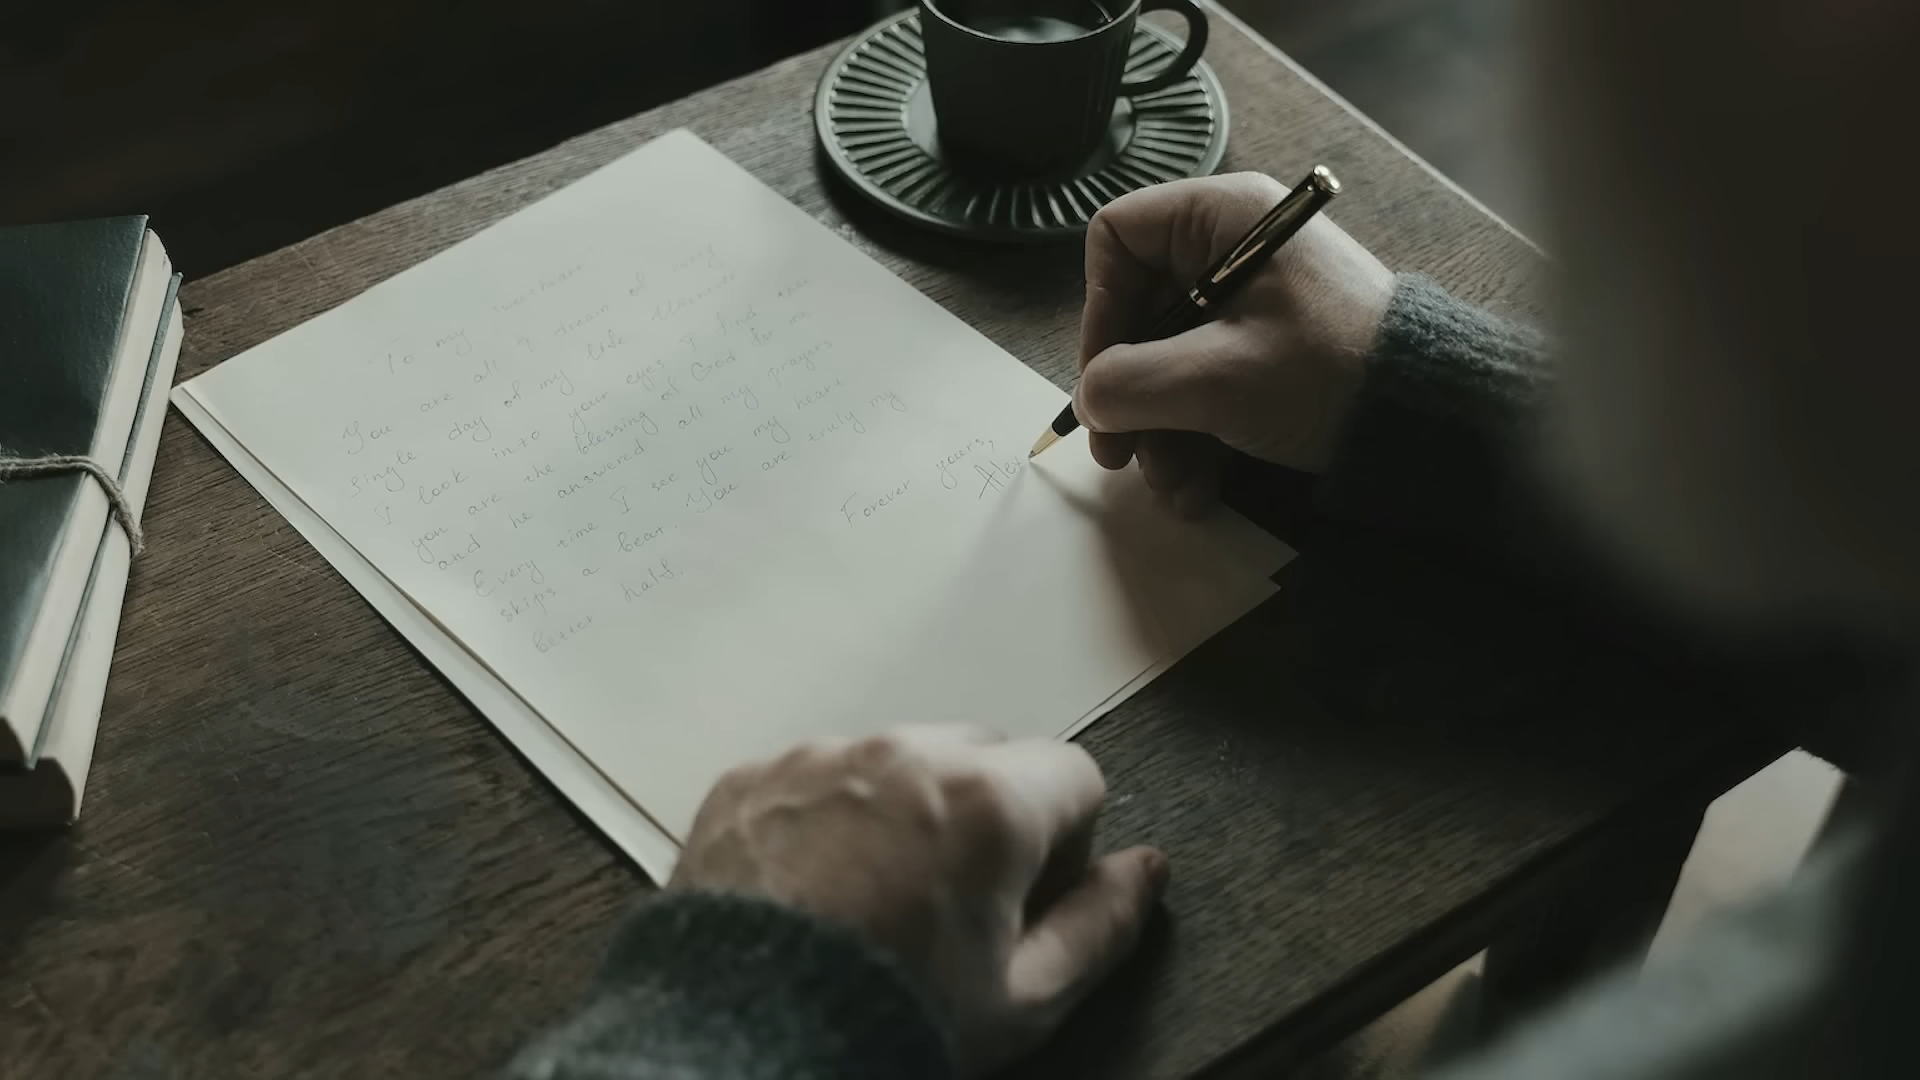 To my sweetheart
You are all I dream of every
single day of my life. Moment
I look into your eyes I find that
you are the blessing of God for me
and he answered all my prayers
Every time I see you my heart
skips a beat. You are truly my
better half.
Forever yours,
Alex